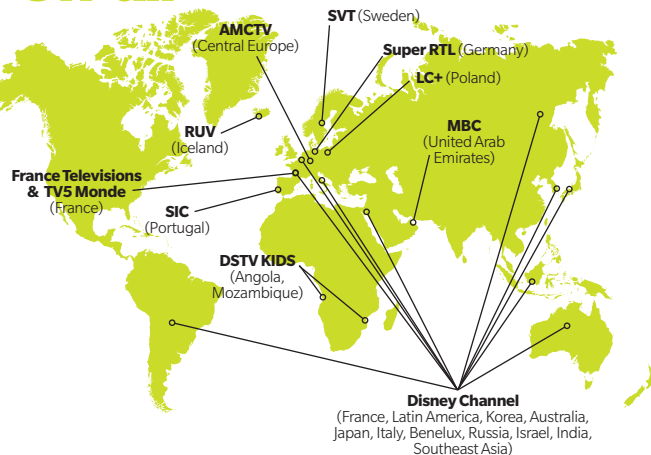 SVT (Sweden)
AMCTV
(Central Europe)
Super RTL (Germany)
LC+ (Poland)
RUV
(Iceland)
MBC
(United Arab
Emirates)
France Televisions
& TV5 Monde
(France)
SIC
(Portugal)
DSTV KIDS
(Angola,
Mozambique)
Disney Channel
(France, Latin America, Korea, Australia,
Japan, Italy, Benelux, Russia, Israel, India,
Southeast Asia)